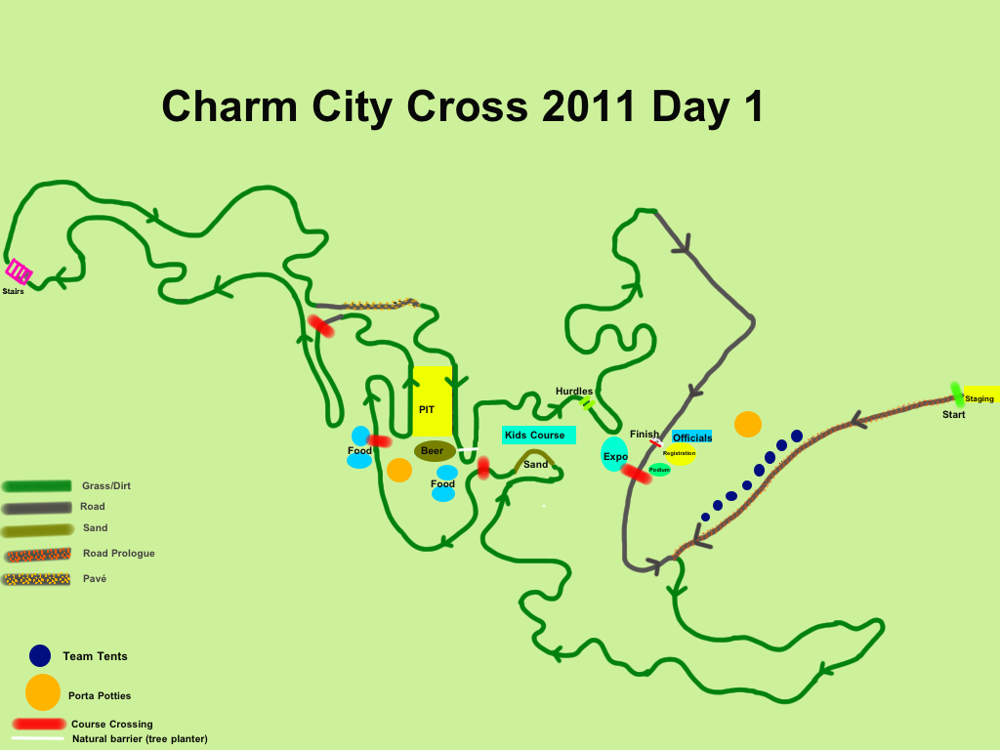 Charm City Cross 2011 Day 1
Stairs
Hurdles
Staging
Start
PIT
Finish
Officials
Kids Course
Beer
Food
Expo
Registration
Sand
Podium
Food
Grass/Dirt
Road
Sand
Road Prologue
Pavé
Team Tents
Porta Potties
Course Crossing
Natural barrier (tree planter)